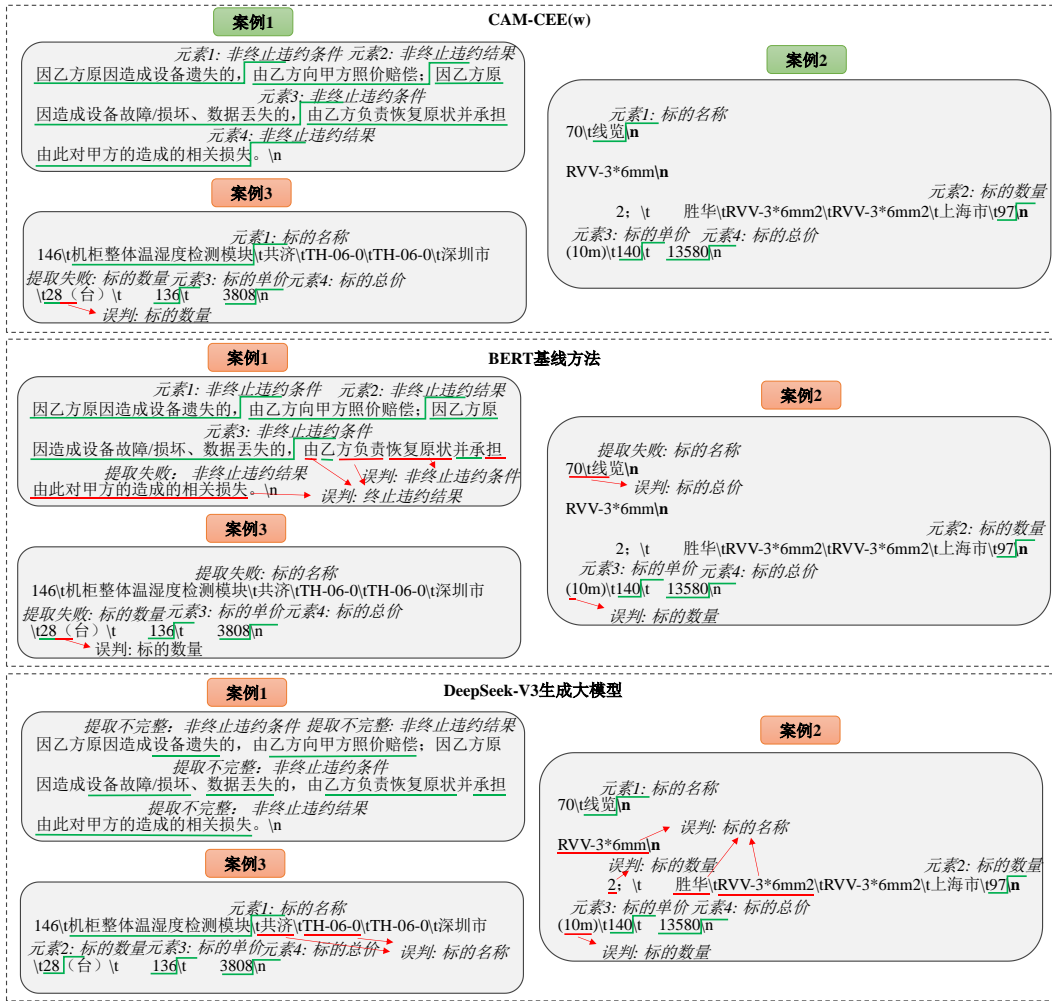 CAM-CEE(w)
案例1
元素1: 非终止违约条件 元素2: 非终止违约结果
因乙方原因造成设备遗失的，由乙方向甲方照价赔偿；因乙方原
元素3: 非终止违约条件
因造成设备故障/损坏、数据丢失的，由乙方负责恢复原状并承担
元素4: 非终止违约结果
由此对甲方的造成的相关损失。\n
案例3
元素1: 标的名称
146\t机柜整体温湿度检测模块\t共济\tTH-06-0\tTH-06-0\t深圳市
提取失败: 标的数量 元素3: 标的单价 元素4: 标的总价
\t28（台）\t 136\t 3808\n
误判: 标的数量
案例2
元素1: 标的名称
70\t线览\n
RVV-3*6mm\n
元素2: 标的数量
2；\t 胜华\tRVV-3*6mm2\tRVV-3*6mm2\t上海市\t97\n
元素3: 标的单价 元素4: 标的总价
(10m)\t140\t 13580\n
BERT基线方法
案例1
元素1: 非终止违约条件 元素2: 非终止违约结果
因乙方原因造成设备遗失的，由乙方向甲方照价赔偿；因乙方原
元素3: 非终止违约条件
因造成设备故障/损坏、数据丢失的，由乙方负责恢复原状并承担
提取失败： 非终止违约结果 误判: 非终止违约条件
由此对甲方的造成的相关损失。\n 误判: 终止违约结果
案例3
提取失败: 标的名称
146\t机柜整体温湿度检测模块\t共济\tTH-06-0\tTH-06-0\t深圳市
提取失败: 标的数量 元素3: 标的单价 元素4: 标的总价
\t28（台）\t 136\t 3808\n
误判: 标的数量
案例2
提取失败: 标的名称
70\t线览\n
误判: 标的总价
RVV-3*6mm\n
元素2: 标的数量
2；\t 胜华\tRVV-3*6mm2\tRVV-3*6mm2\t上海市\t97\n
元素3: 标的单价 元素4: 标的总价
(10m)\t140\t 13580\n
误判: 标的数量
DeepSeek-V3生成大模型
案例1
提取不完整：非终止违约条件 提取不完整: 非终止违约结果
因乙方原因造成设备遗失的，由乙方向甲方照价赔偿；因乙方原
提取不完整：非终止违约条件
因造成设备故障/损坏、数据丢失的，由乙方负责恢复原状并承担
提取不完整： 非终止违约结果
由此对甲方的造成的相关损失。\n
案例3
元素1: 标的名称
146\t机柜整体温湿度检测模块\t共济\tTH-06-0\tTH-06-0\t深圳市
元素2: 标的数量 元素3: 标的单价 元素4: 标的总价 误判: 标的名称
\t28（台）\t 136\t 3808\n
案例2
元素1: 标的名称
70\t线览\n
误判: 标的名称
RVV-3*6mm\n
误判: 标的数量 元素2: 标的数量
2；\t 胜华\tRVV-3*6mm2\tRVV-3*6mm2\t上海市\t97\n
元素3: 标的单价 元素4: 标的总价
(10m)\t140\t 13580\n
误判: 标的数量